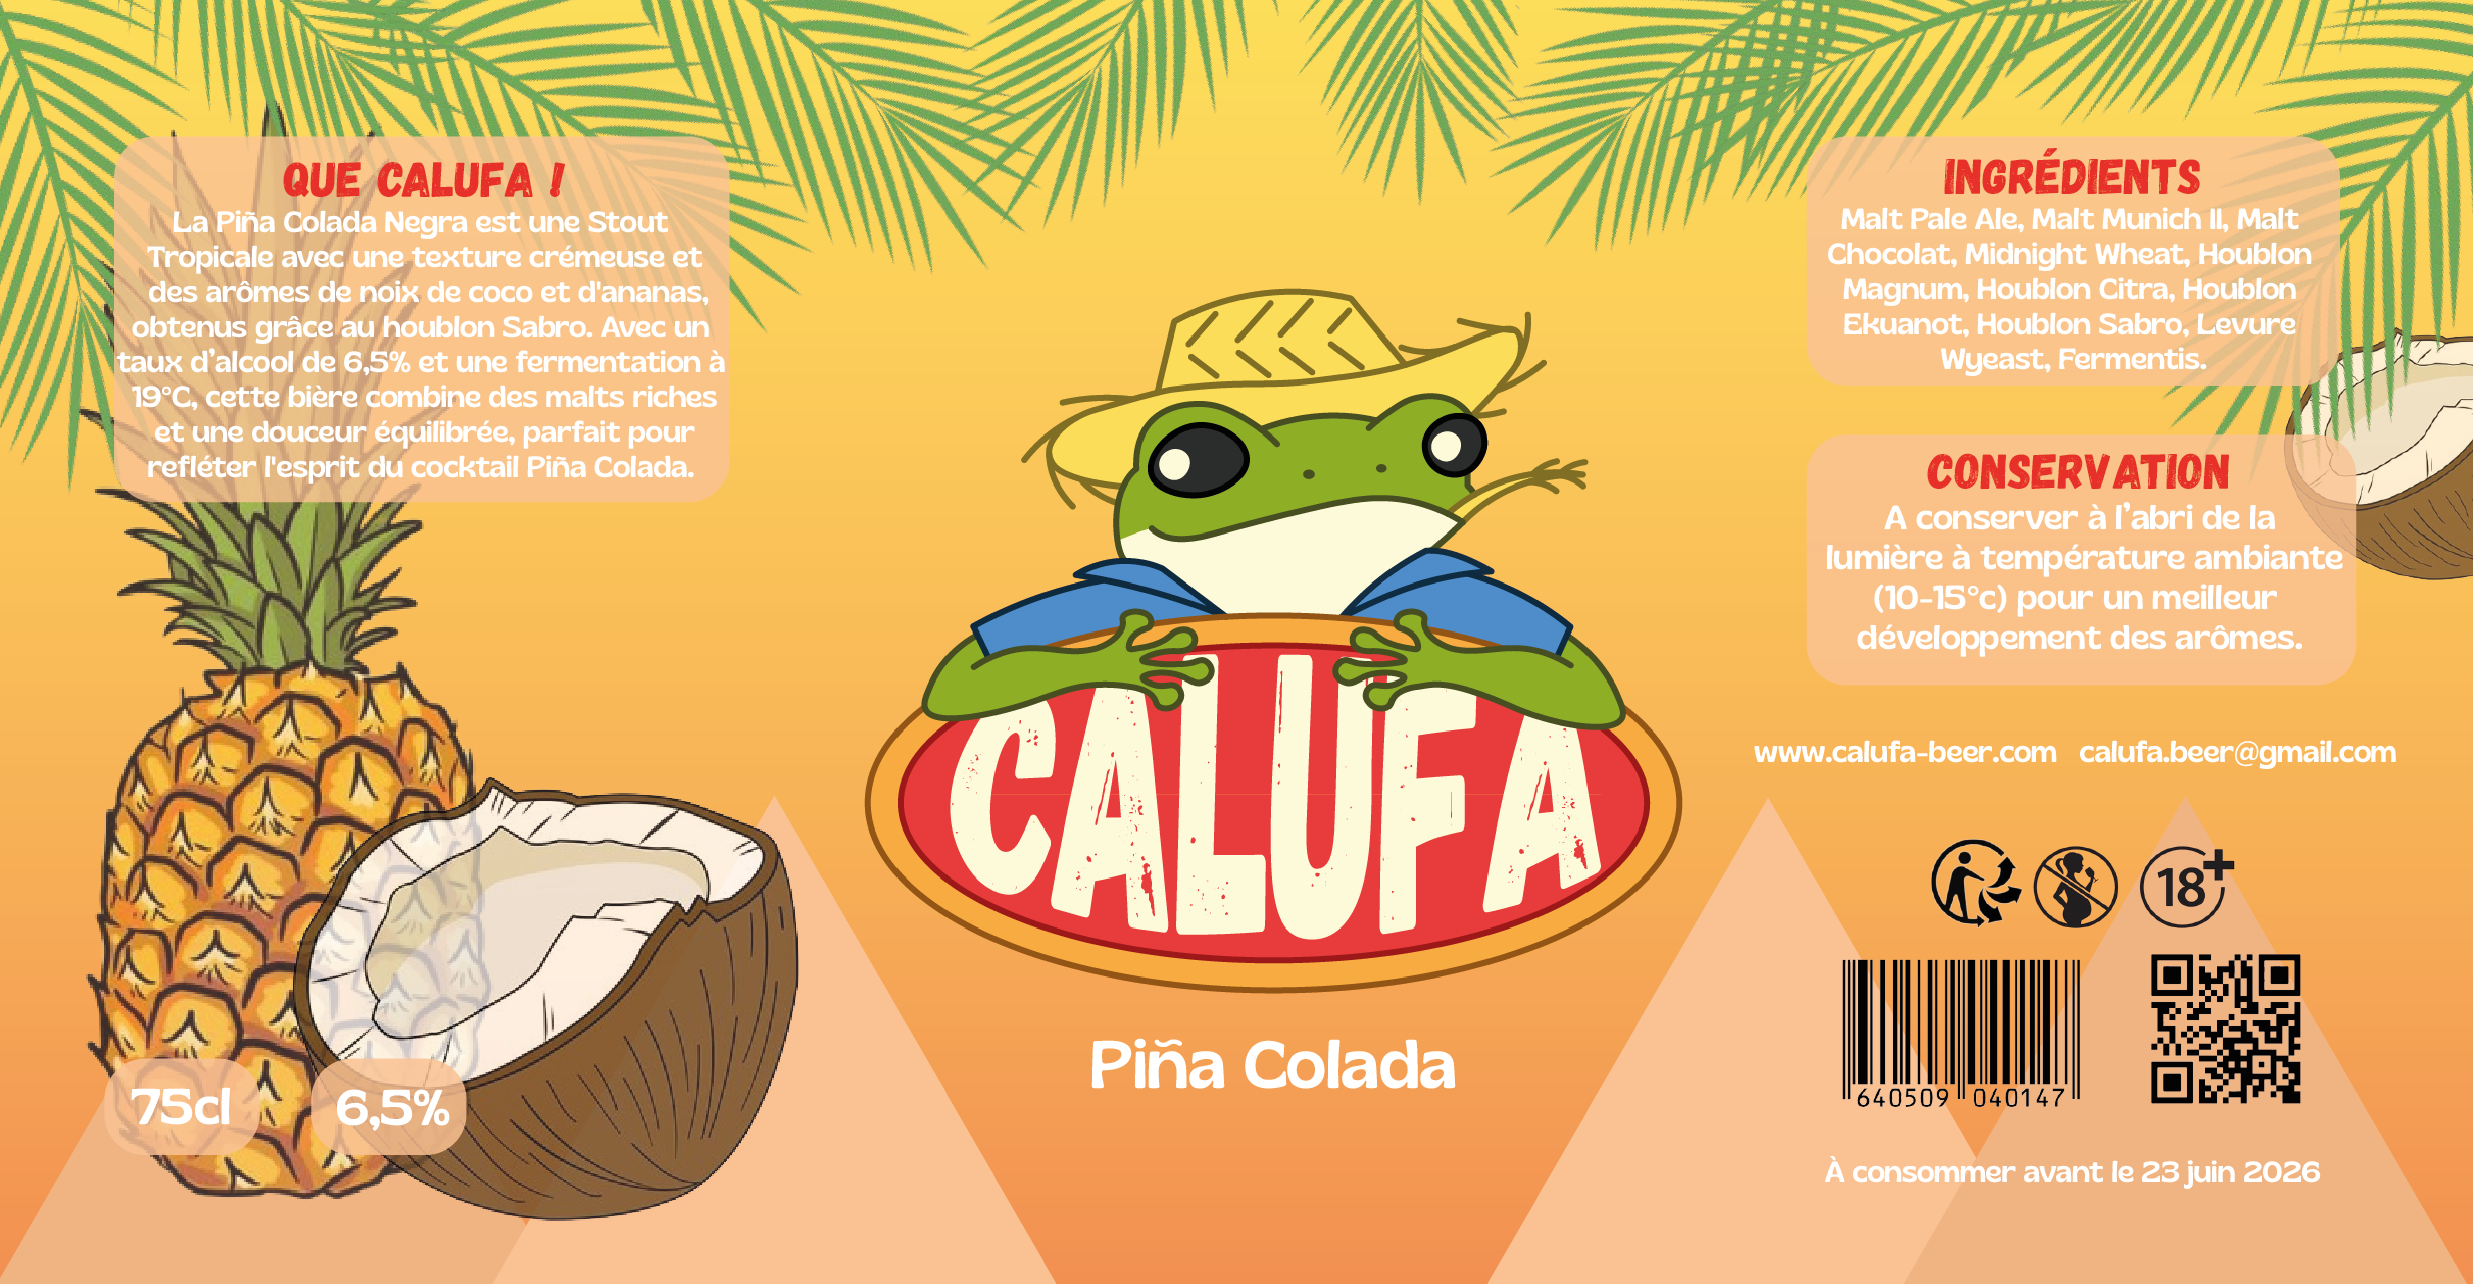 QUE CALUFA !
La Piña Colada Negra est une Stout
Tropicale avec une texture crémeuse et
des arômes de noix de coco et d'ananas,
obtenus grâce au houblon Sabro. Avec un
taux d’alcool de 6,5% et une fermentation à
19°C, cette bière combine des malts riches
et une douceur équilibrée, parfait pour
refléter l'esprit du cocktail Piña Colada.
75cl
6,5%
CALUFA
Piña Colada
INGRÉDIENTS
Malt Pale Ale, Malt Munich II, Malt
Chocolat, Midnight Wheat, Houblon
Magnum, Houblon Citra, Houblon
Ekuanot, Houblon Sabro, Levure
Wyeast, Fermentis.
CONSERVATION
A conserver à l’abri de la
lumière à température ambiante
(10-15°c) pour un meilleur
développement des arômes.
www.calufa-beer.com calufa.beer@gmail.com
18+
640509 040147
À consommer avant le 23 juin 2026